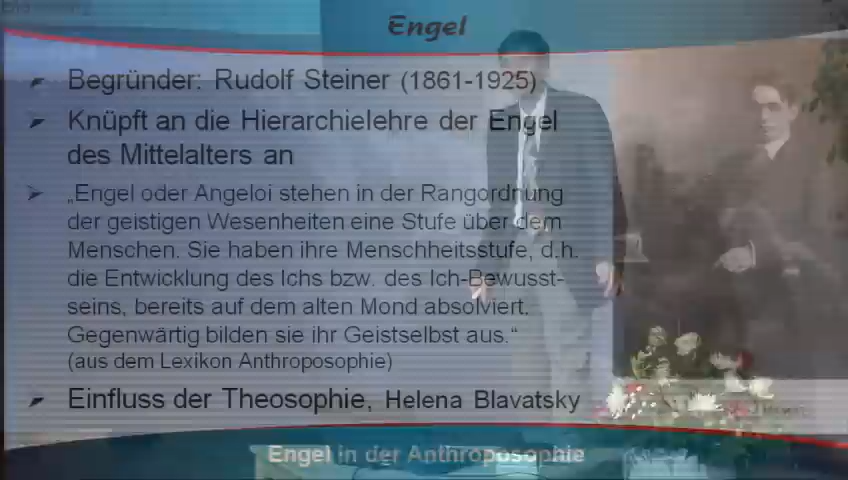 Engel
Begründer: Rudolf Steiner (1861-1925)
Knüpft an die Hierarchielehre der Engel
des Mittelalters an
„Engel oder Angeloi stehen in der Rangordnung
der geistigen Wesenheiten eine Stufe über dem
Menschen. Sie haben ihre Menschheitsstufe, d.h.
die Entwicklung des Ichs bzw. des Ich-Bewusst-
seins, bereits auf dem alten Mond absolviert.
Gegenwärtig bilden sie ihr Geistselbst aus.“
(aus dem Lexikon Anthroposophie)
Einfluss der Theosophie, Helena Blavatsky
Engel in der Anthroposophie